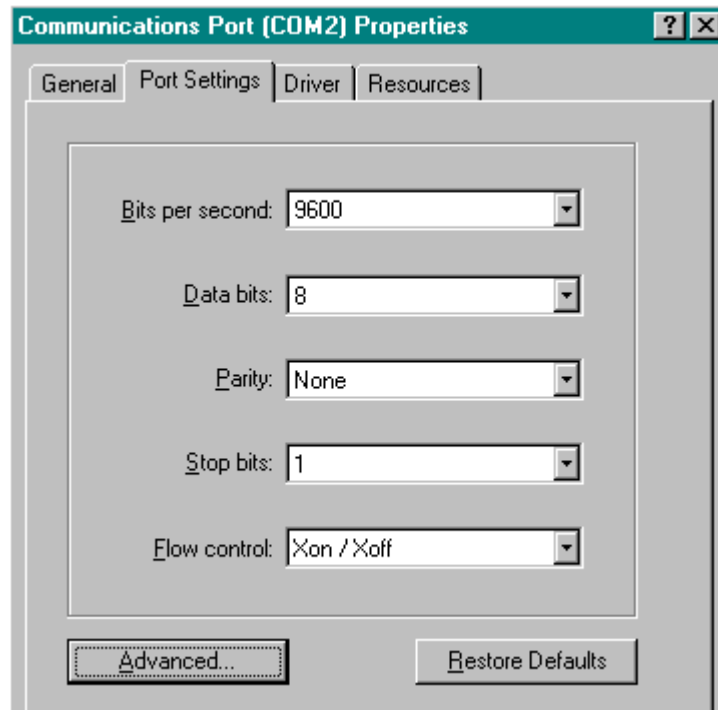 Communications Port (COM2) Properties
General Port Settings Driver Resources
Bits per second: 9600
Data bits: 8
Parity: None
Stop bits: 1
Flow control: Xon / Xoff
Advanced... Restore Defaults